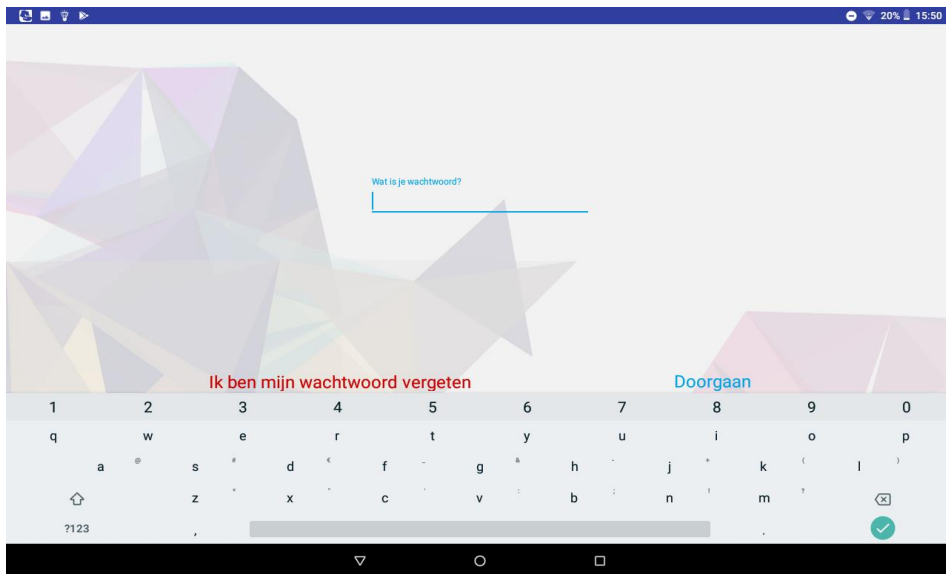 20% 15:50
Wat is je wachtwoord?
Ik ben mijn wachtwoord vergeten Doorgaan
1 2 3 4 5 6 7 8 9 0
q w e r t y u i o p
a @ s # d € f - g & h - j + k ( l )
z * x " c ' v : b ; n ! m ?
?123 , .